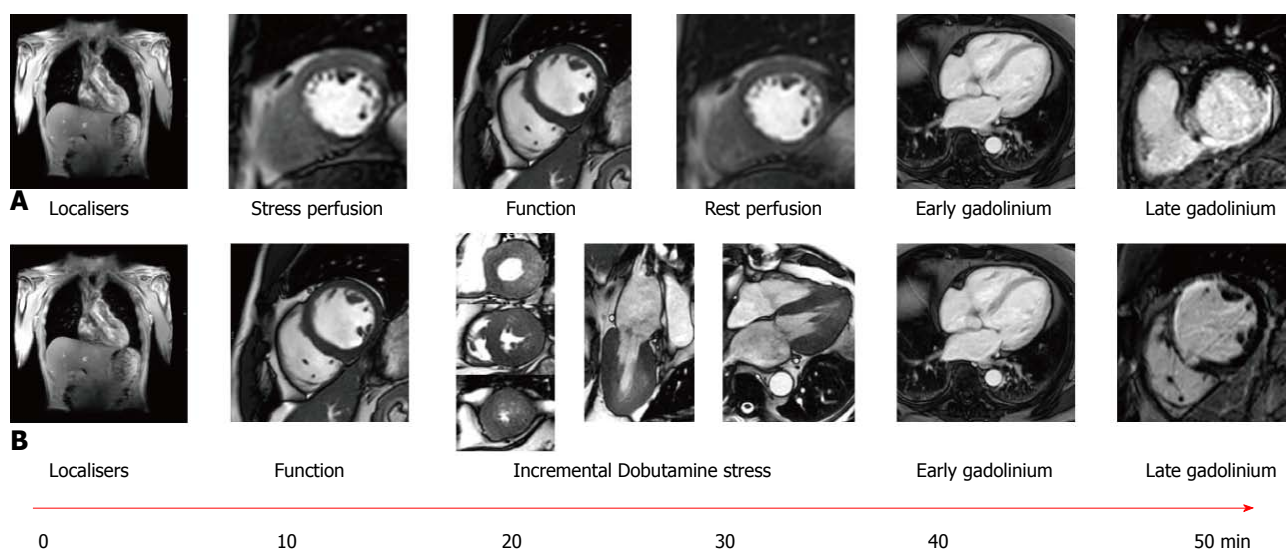 A
Localisers Stress perfusion Function Rest perfusion Early gadolinium Late gadolinium
B
Localisers Function Incremental Dobutamine stress Early gadolinium Late gadolinium
0 10 20 30 40 50 min